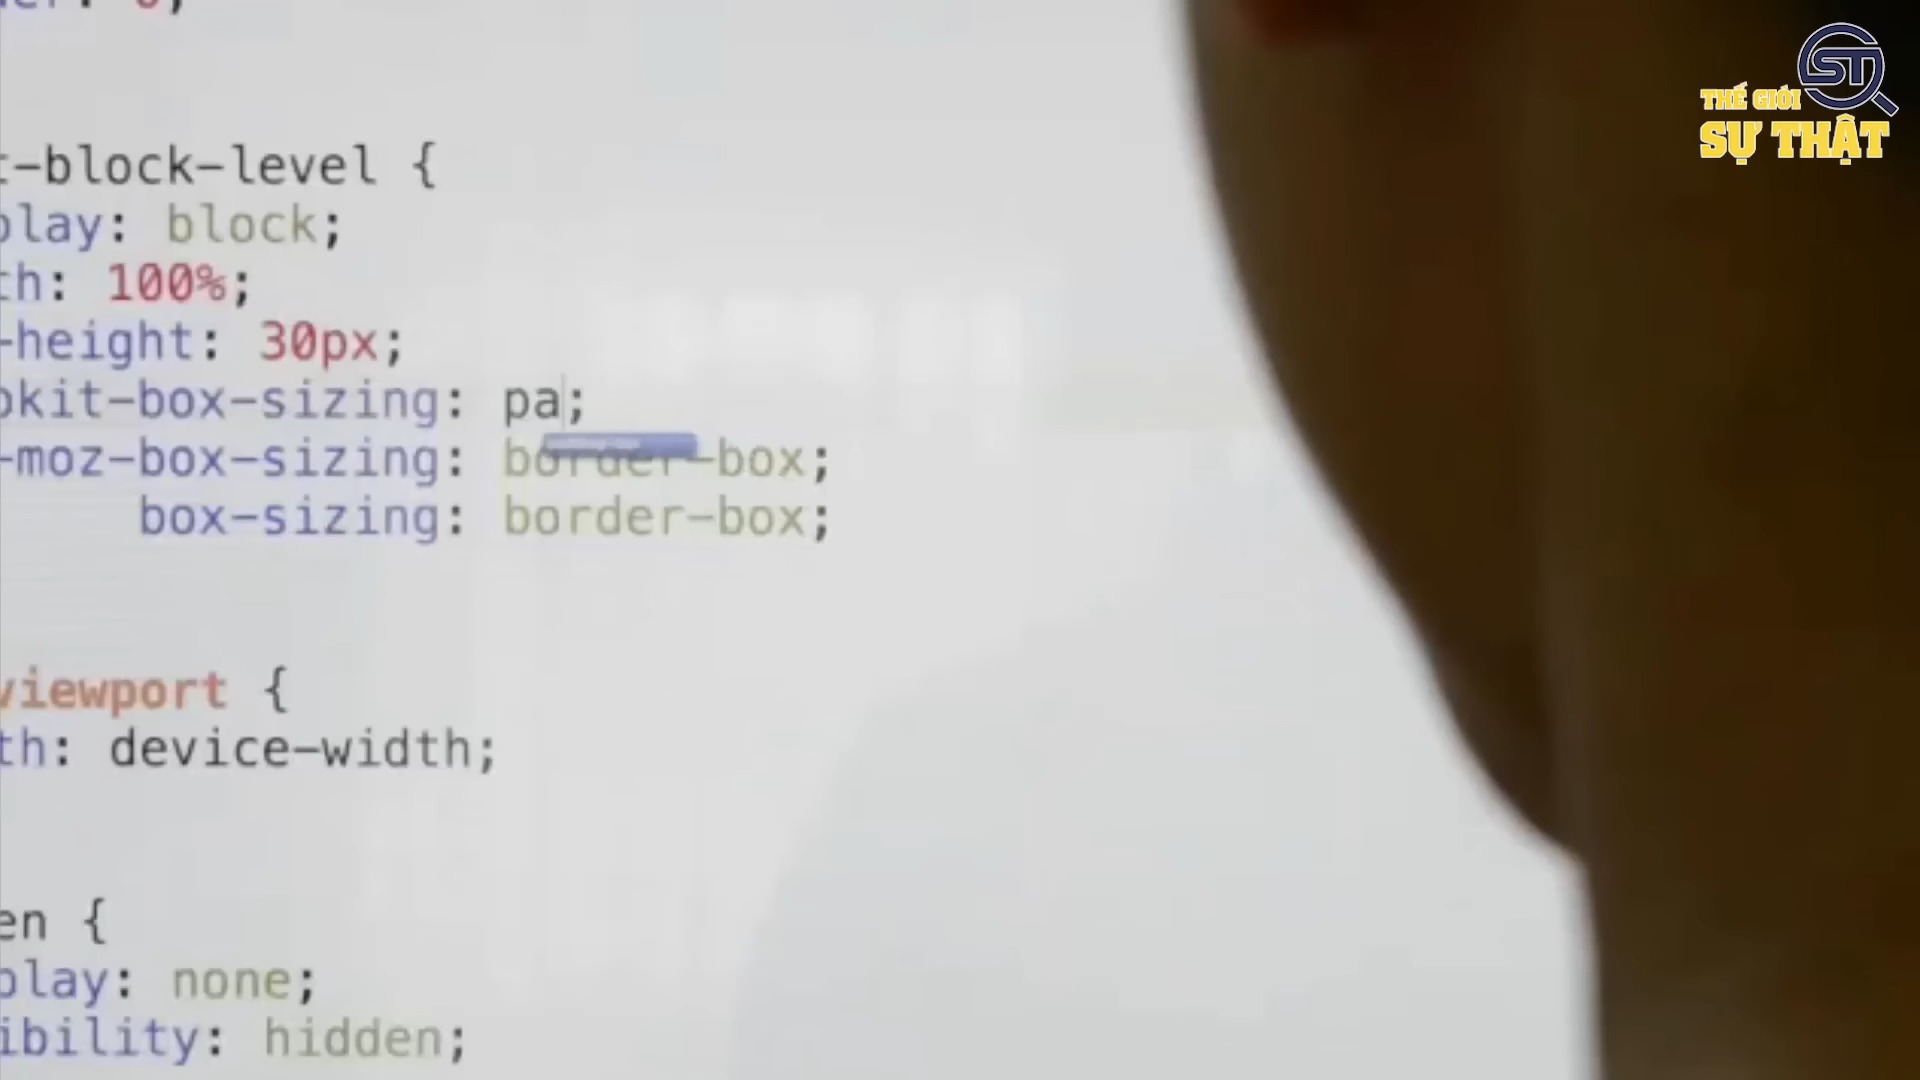 ST
THẾ GIỚI
SỰ THẬT
t-block-level {
play: block;
th: 100%;
-height: 30px;
bkit-box-sizing: pa;
-moz-box-sizing: border-box;
box-sizing: border-box;
viewport {
th: device-width;
en {
play: none;
ibility: hidden;